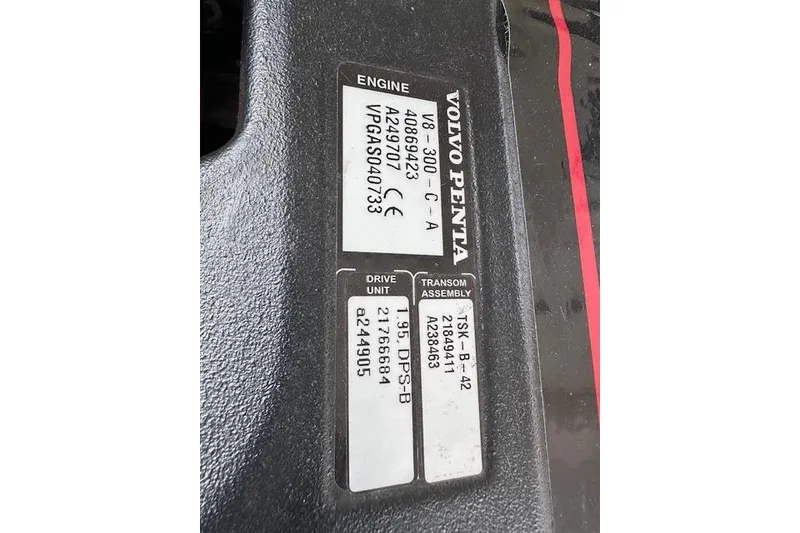 VOLVO PENTA
ENGINE
V8-300-C-A
40869423
A249707 CE
VPGAS040733
TRANSOM
ASSEMBLY
TSK-B-42
21849411
A238463
DRIVE
UNIT
1.95, DPS-B
21766684
a244905